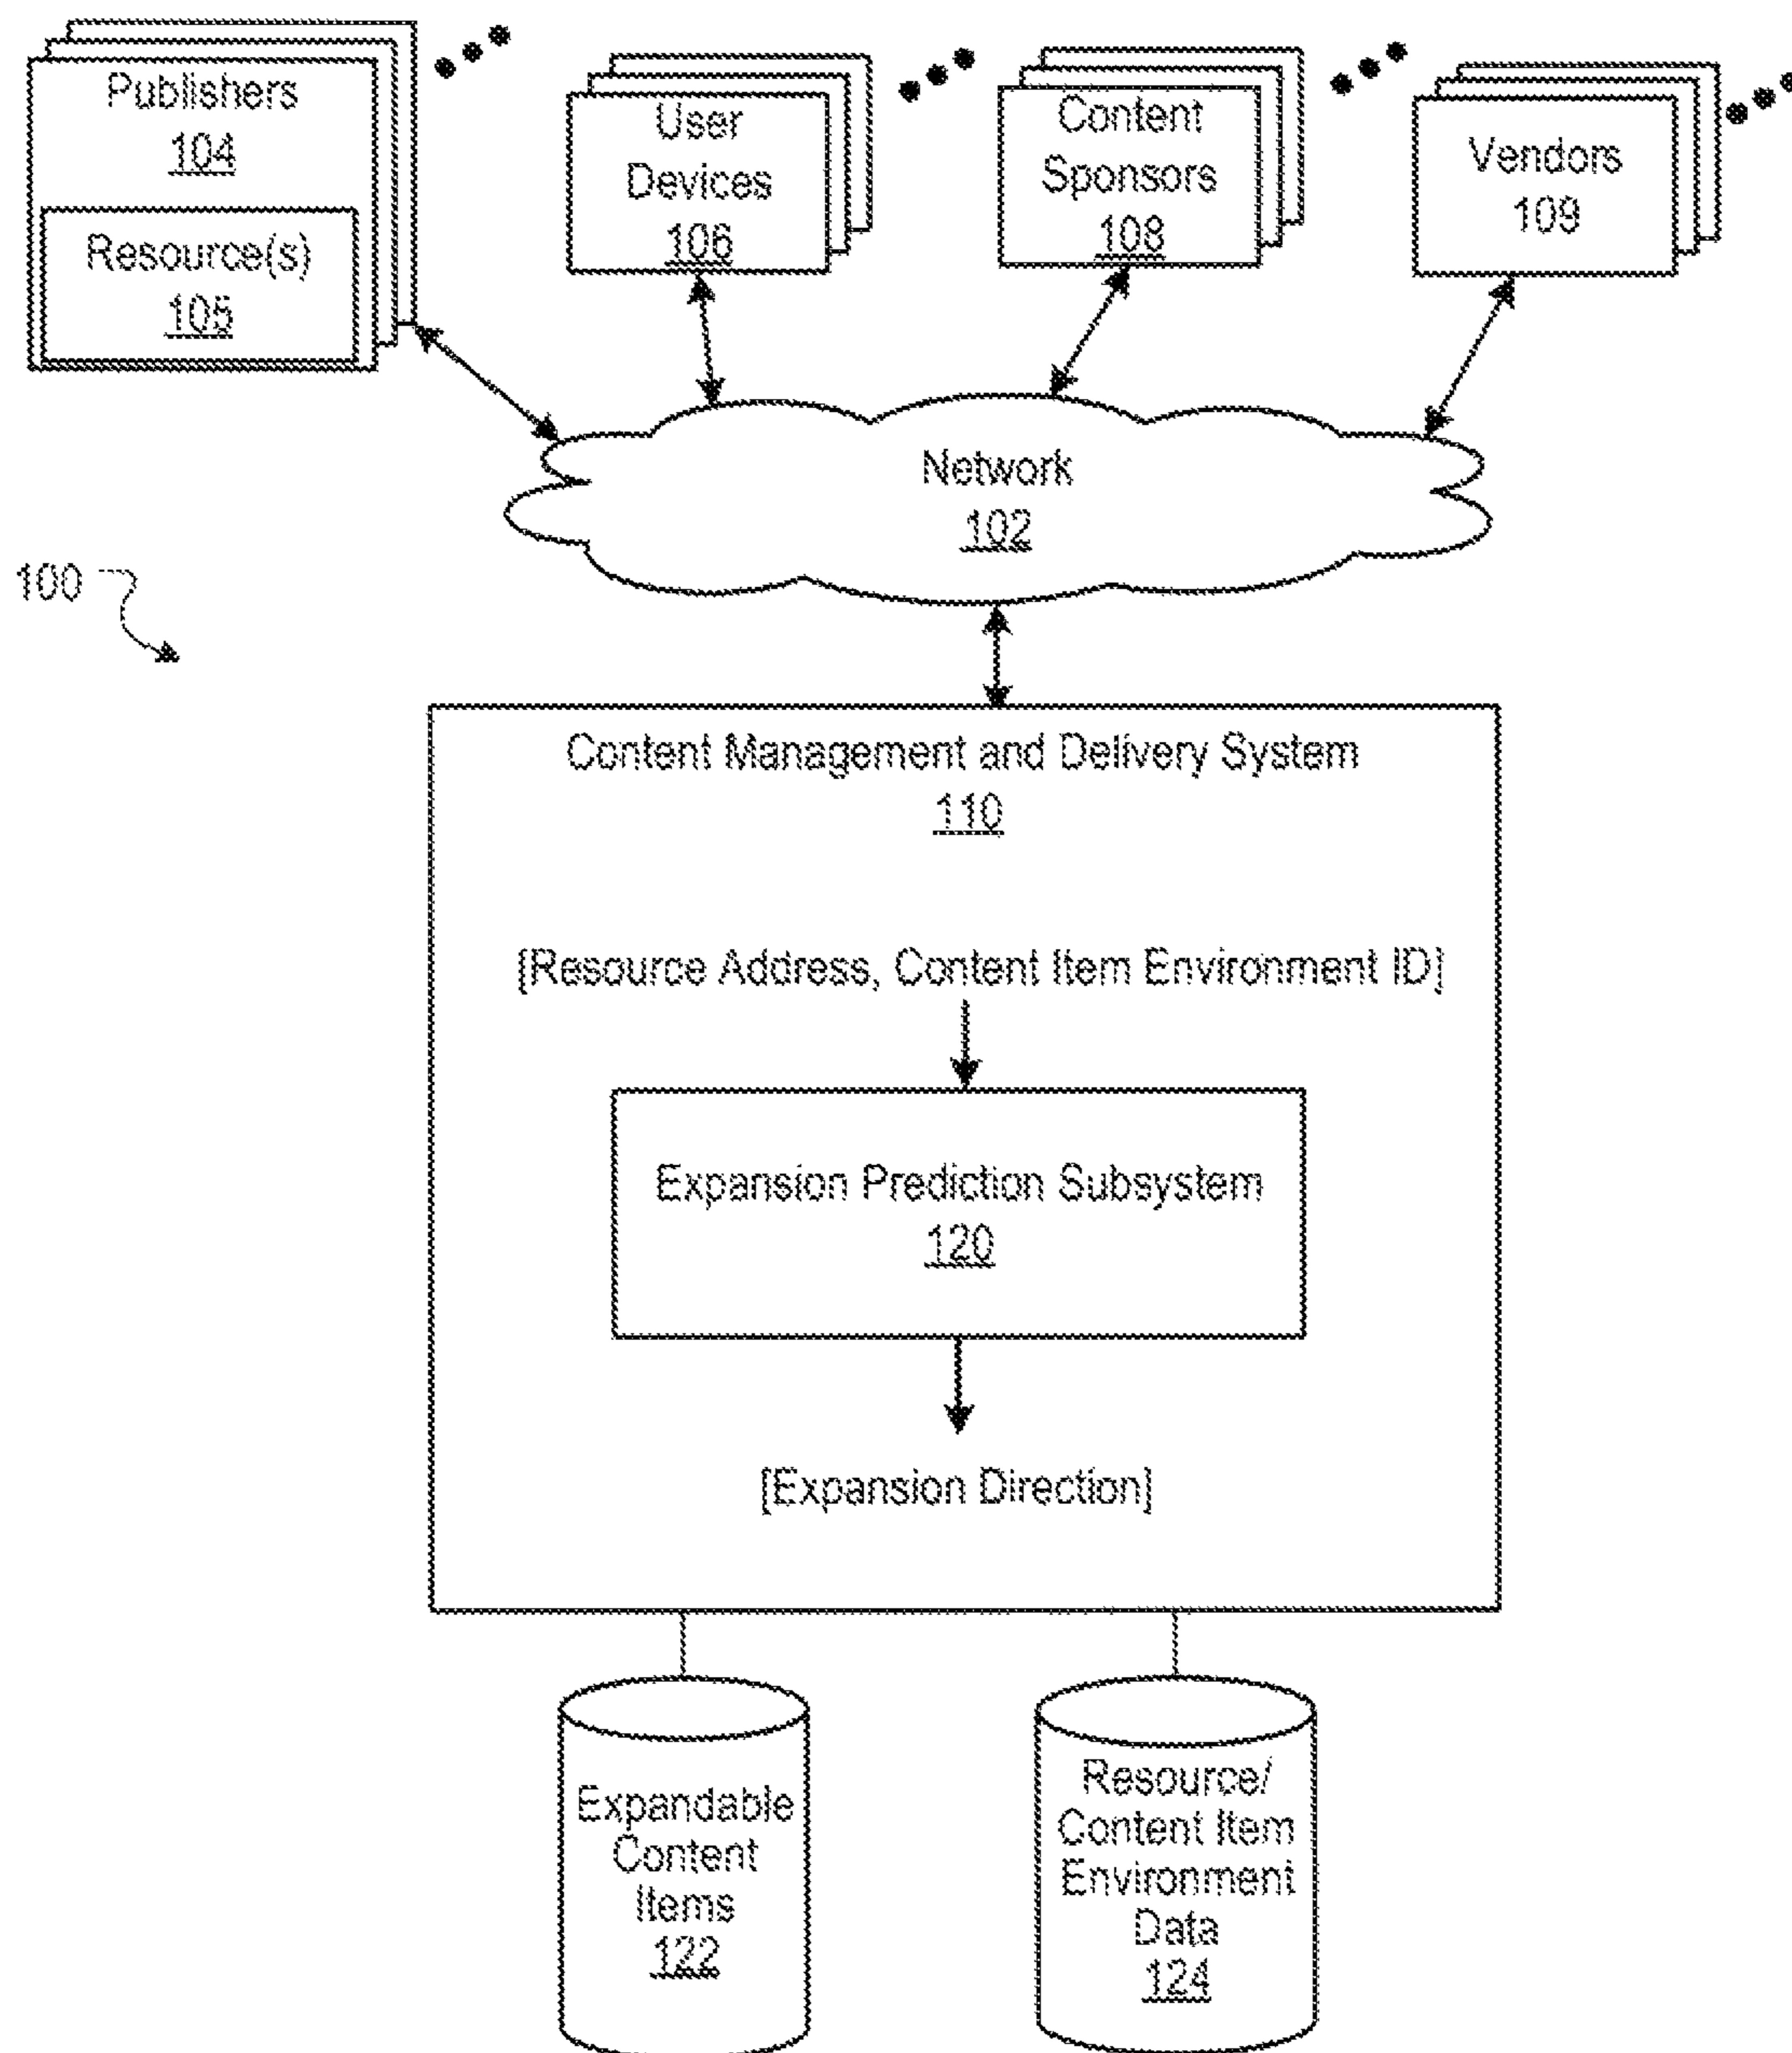 Publishers
104
Resource(s)
105
User
Devices
106
Content
Sponsors
108
Vendors
109
Network
102
100
Content Management and Delivery System
110
[Resource Address, Content Item Environment ID]
Expansion Prediction Subsystem
120
[Expansion Direction]
Expandable
Content
Items
122
Resource/
Content Item
Environment
Data
124